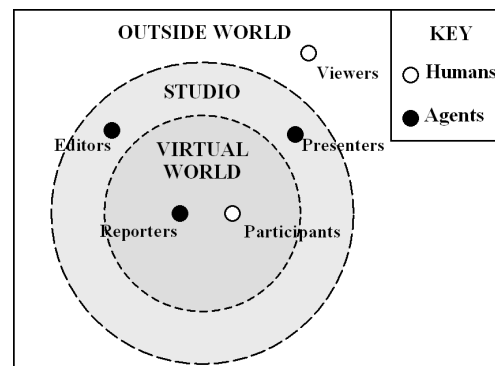 OUTSIDE WORLD
Viewers
KEY
Humans
Agents
STUDIO
Editors
Presenters
VIRTUAL
WORLD
Reporters
Participants